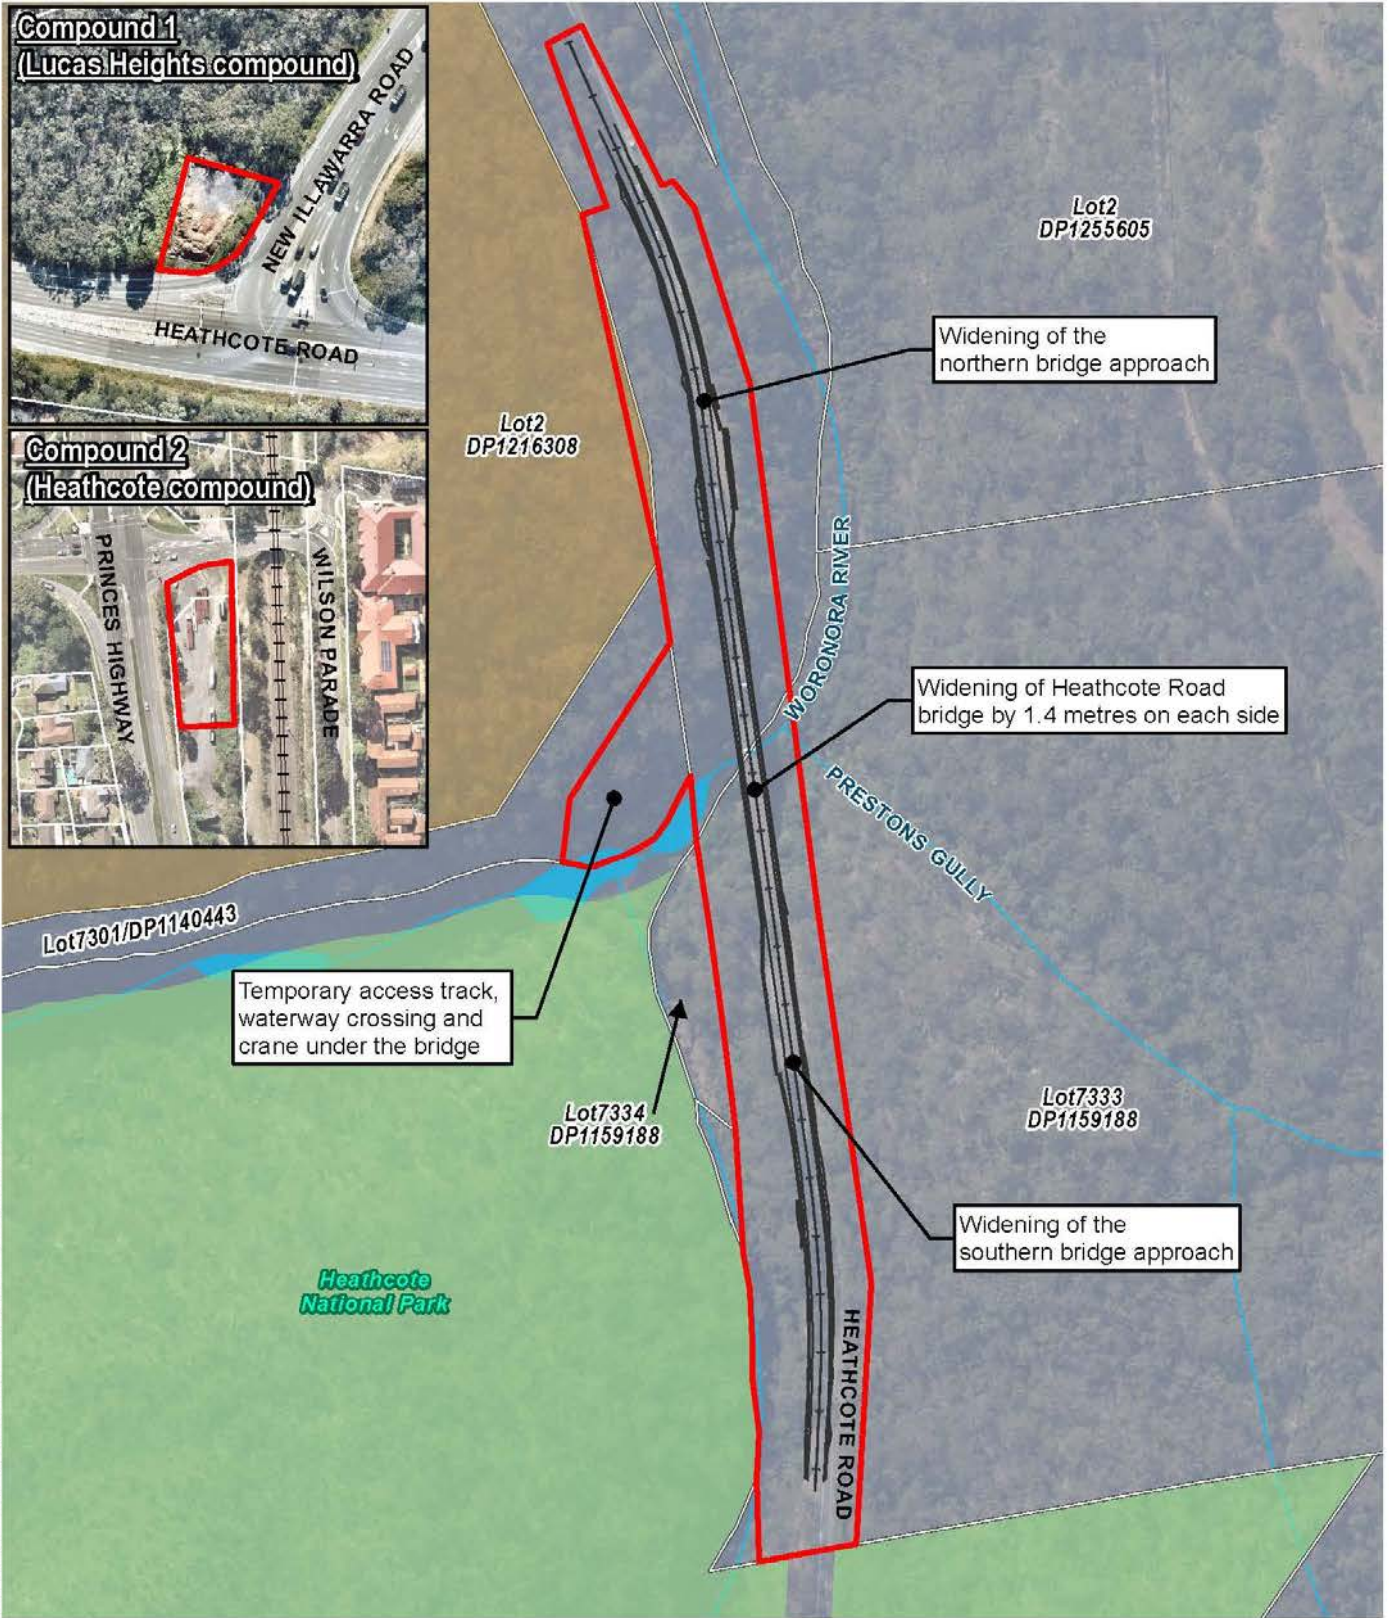 Compound 1
(Lucas Heights compound)
NEW ILLAWARRA ROAD
HEATHCOTE ROAD
Compound 2
(Heathcote compound)
PRINCES HIGHWAY
WILSON PARADE
Lot2
DP1255605
Widening of the
northern bridge approach
Lot2
DP1216308
WORONORA RIVER
Widening of Heathcote Road
bridge by 1.4 metres on each side
PRESTONS GULLY
Lot7301/DP1140443
Temporary access track,
waterway crossing and
crane under the bridge
Lot7334
DP1159188
Lot7333
DP1159188
Widening of the
southern bridge approach
Heathcote
National Park
HEATHCOTE ROAD